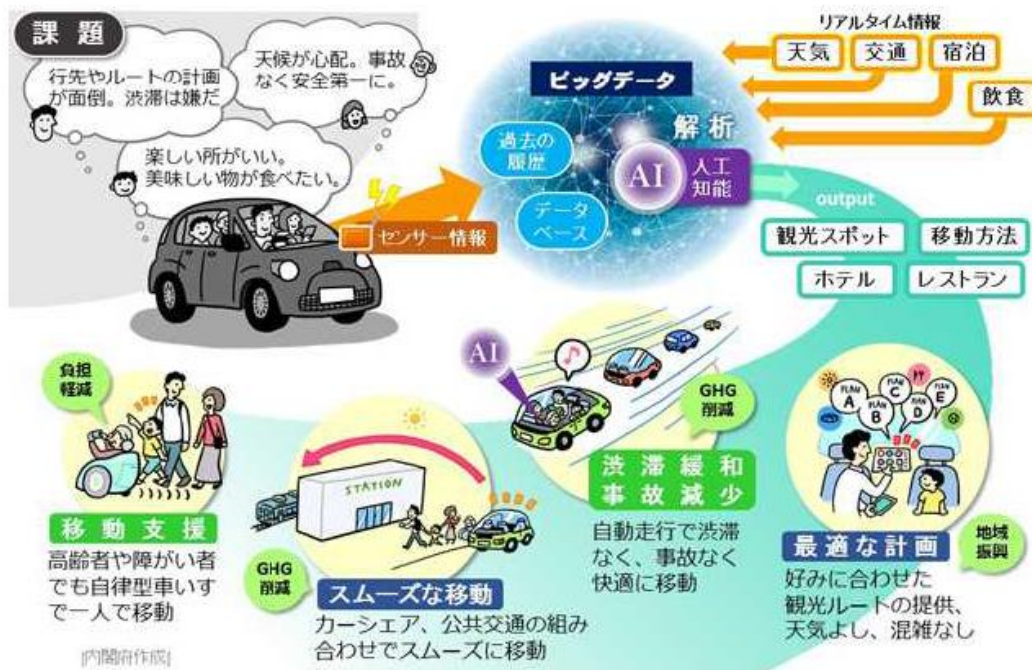 課題
行先やルートの計画
が面倒。渋滞は嫌だ
天候が心配。事故
なく安全第一に。
楽しい所がいい。
美味しい物が食べたい。
センサー情報
ビッグデータ
過去の
履歴
データ
ベース
解析
AI
人工
知能
リアルタイム情報
天気
交通
宿泊
飲食
output
観光スポット
移動方法
ホテル
レストラン
負担
軽減
移動支援
高齢者や障がい者
でも自律型車いす
で一人で移動
STATION
GHG
削減
スムーズな移動
カーシェア、公共交通の組み
合わせでスムーズに移動
AI
GHG
削減
渋滞緩和
事故減少
自動走行で渋滞
なく、事故なく
快適に移動
PLAN
A
PLAN
B
PLAN
C
PLAN
D
PLAN
E
最適な計画
地域
振興
好みに合わせた
観光ルートの提供、
天気よし、混雑なし
[内閣府作成]